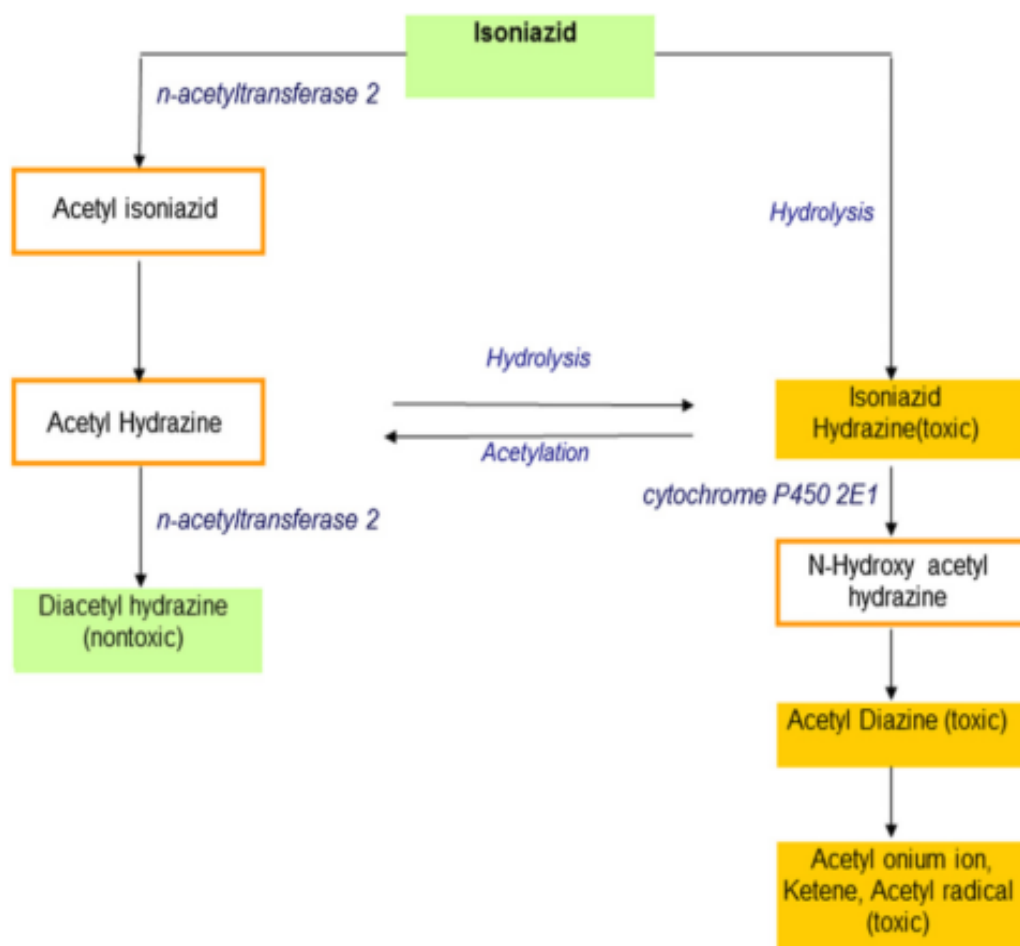 Isoniazid
n-acetyltransferase 2
Acetyl isoniazid
Hydrolysis
Hydrolysis
Acetyl Hydrazine
Isoniazid
Hydrazine(toxic)
Acetylation
cytochrome P450 2E1
n-acetyltransferase 2
N-Hydroxy acetyl
hydrazine
Diacetyl hydrazine
(nontoxic)
Acetyl Diazine (toxic)
Acetyl onium ion,
Ketene, Acetyl radical
(toxic)